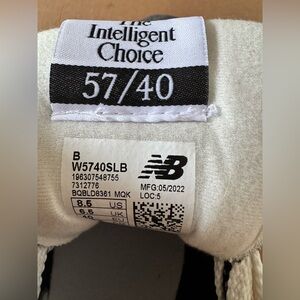 The
Intelligent
Choice
57/40
B
W5740SLB
196307548755
7312776
BQBLD8361 MQK
MFG:05/2022
LOC:5
8.5 US
6.5 UK